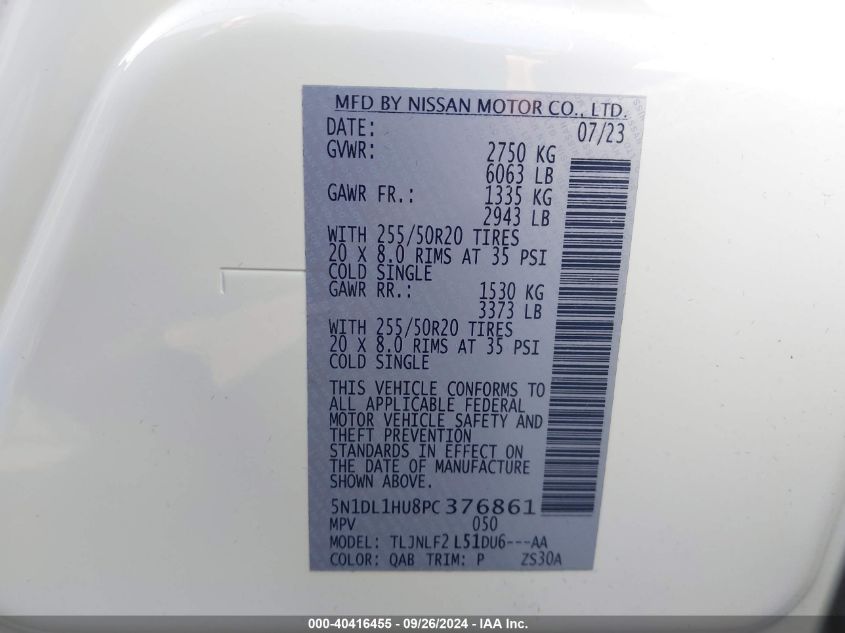 MFD BY NISSAN MOTOR CO., LTD.
DATE: 07/23
GVWR: 2750 KG
6063 LB
GAWR FR.: 1335 KG
2943 LB
WITH 255/50R20 TIRES
20 X 8.0 RIMS AT 35 PSI
COLD SINGLE
GAWR RR.: 1530 KG
3373 LB
WITH 255/50R20 TIRES
20 X 8.0 RIMS AT 35 PSI
COLD SINGLE
THIS VEHICLE CONFORMS TO
ALL APPLICABLE FEDERAL
MOTOR VEHICLE SAFETY AND
THEFT PREVENTION
STANDARDS IN EFFECT ON
THE DATE OF MANUFACTURE
SHOWN ABOVE.
5N1DL1HU8PC376861
MPV 050
MODEL: TLJNLF2 L51DU6---AA
COLOR: QAB TRIM: P ZS30A
000-40416455 - 09/26/2024 - IAA Inc.